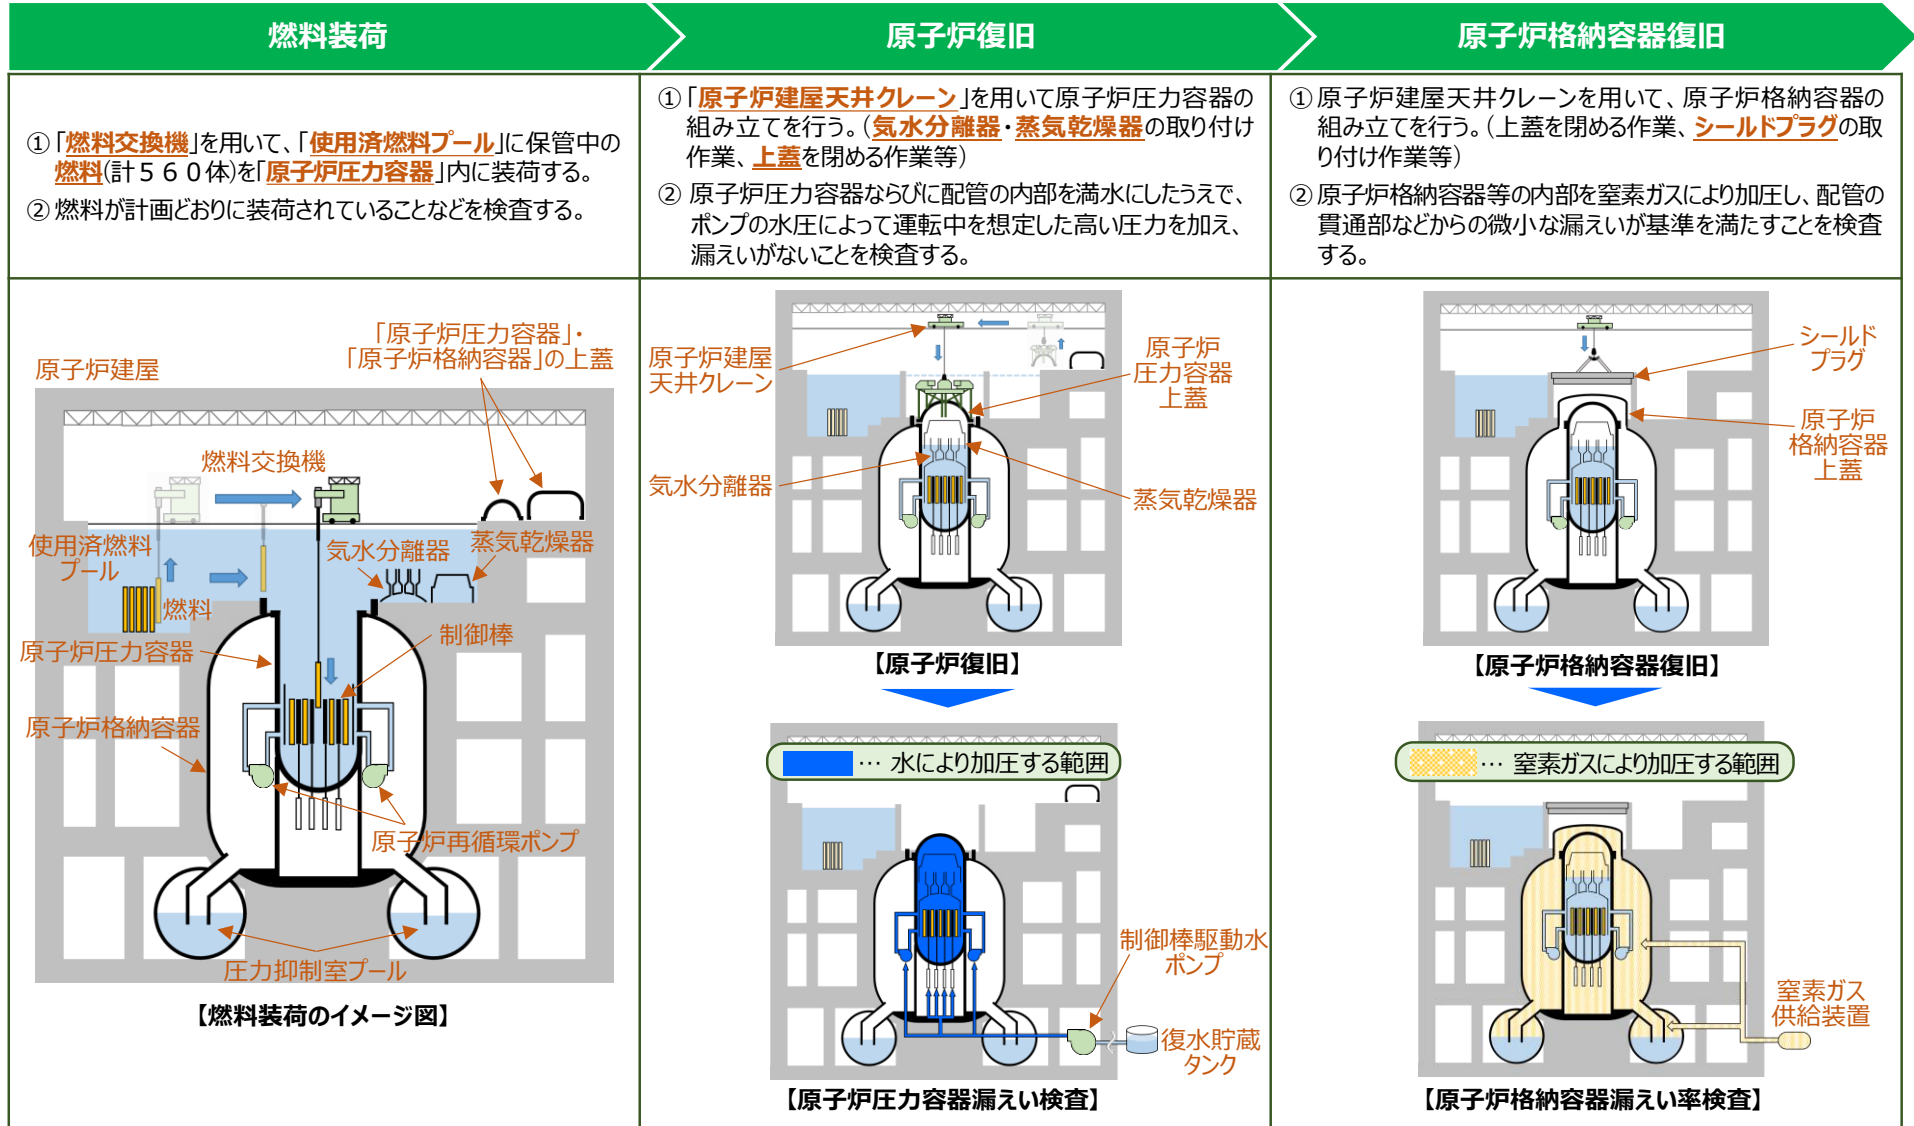 燃料装荷
原子炉復旧
原子炉格納容器復旧
①「燃料交換機」を用いて、「使用済燃料プール」に保管中の
燃料(計５６０体)を「原子炉圧力容器」内に装荷する。
② 燃料が計画どおりに装荷されていることなどを検査する。
①「原子炉建屋天井クレーン」を用いて原子炉圧力容器の
組み立てを行う。(気水分離器・蒸気乾燥器の取り付け
作業、上蓋を閉める作業等)
② 原子炉圧力容器ならびに配管の内部を満水にしたうえで、
ポンプの水圧によって運転中を想定した高い圧力を加え、
漏えいがないことを検査する。
① 原子炉建屋天井クレーンを用いて、原子炉格納容器の
組み立てを行う。(上蓋を閉める作業、シールドプラグの取
り付け作業等)
② 原子炉格納容器等の内部を窒素ガスにより加圧し、配管の
貫通部などからの微小な漏えいが基準を満たすことを検査
する。
「原子炉圧力容器」・
「原子炉格納容器」の上蓋
原子炉建屋
燃料交換機
使用済燃料
プール
気水分離器
蒸気乾燥器
燃料
制御棒
原子炉圧力容器
原子炉格納容器
原子炉再循環ポンプ
圧力抑制室プール
【燃料装荷のイメージ図】
原子炉建屋
天井クレーン
原子炉
圧力容器
上蓋
気水分離器
蒸気乾燥器
【原子炉復旧】
… 水により加圧する範囲
制御棒駆動水
ポンプ
復水貯蔵
タンク
【原子炉圧力容器漏えい検査】
シールド
プラグ
原子炉
格納容器
上蓋
【原子炉格納容器復旧】
… 窒素ガスにより加圧する範囲
窒素ガス
供給装置
【原子炉格納容器漏えい率検査】